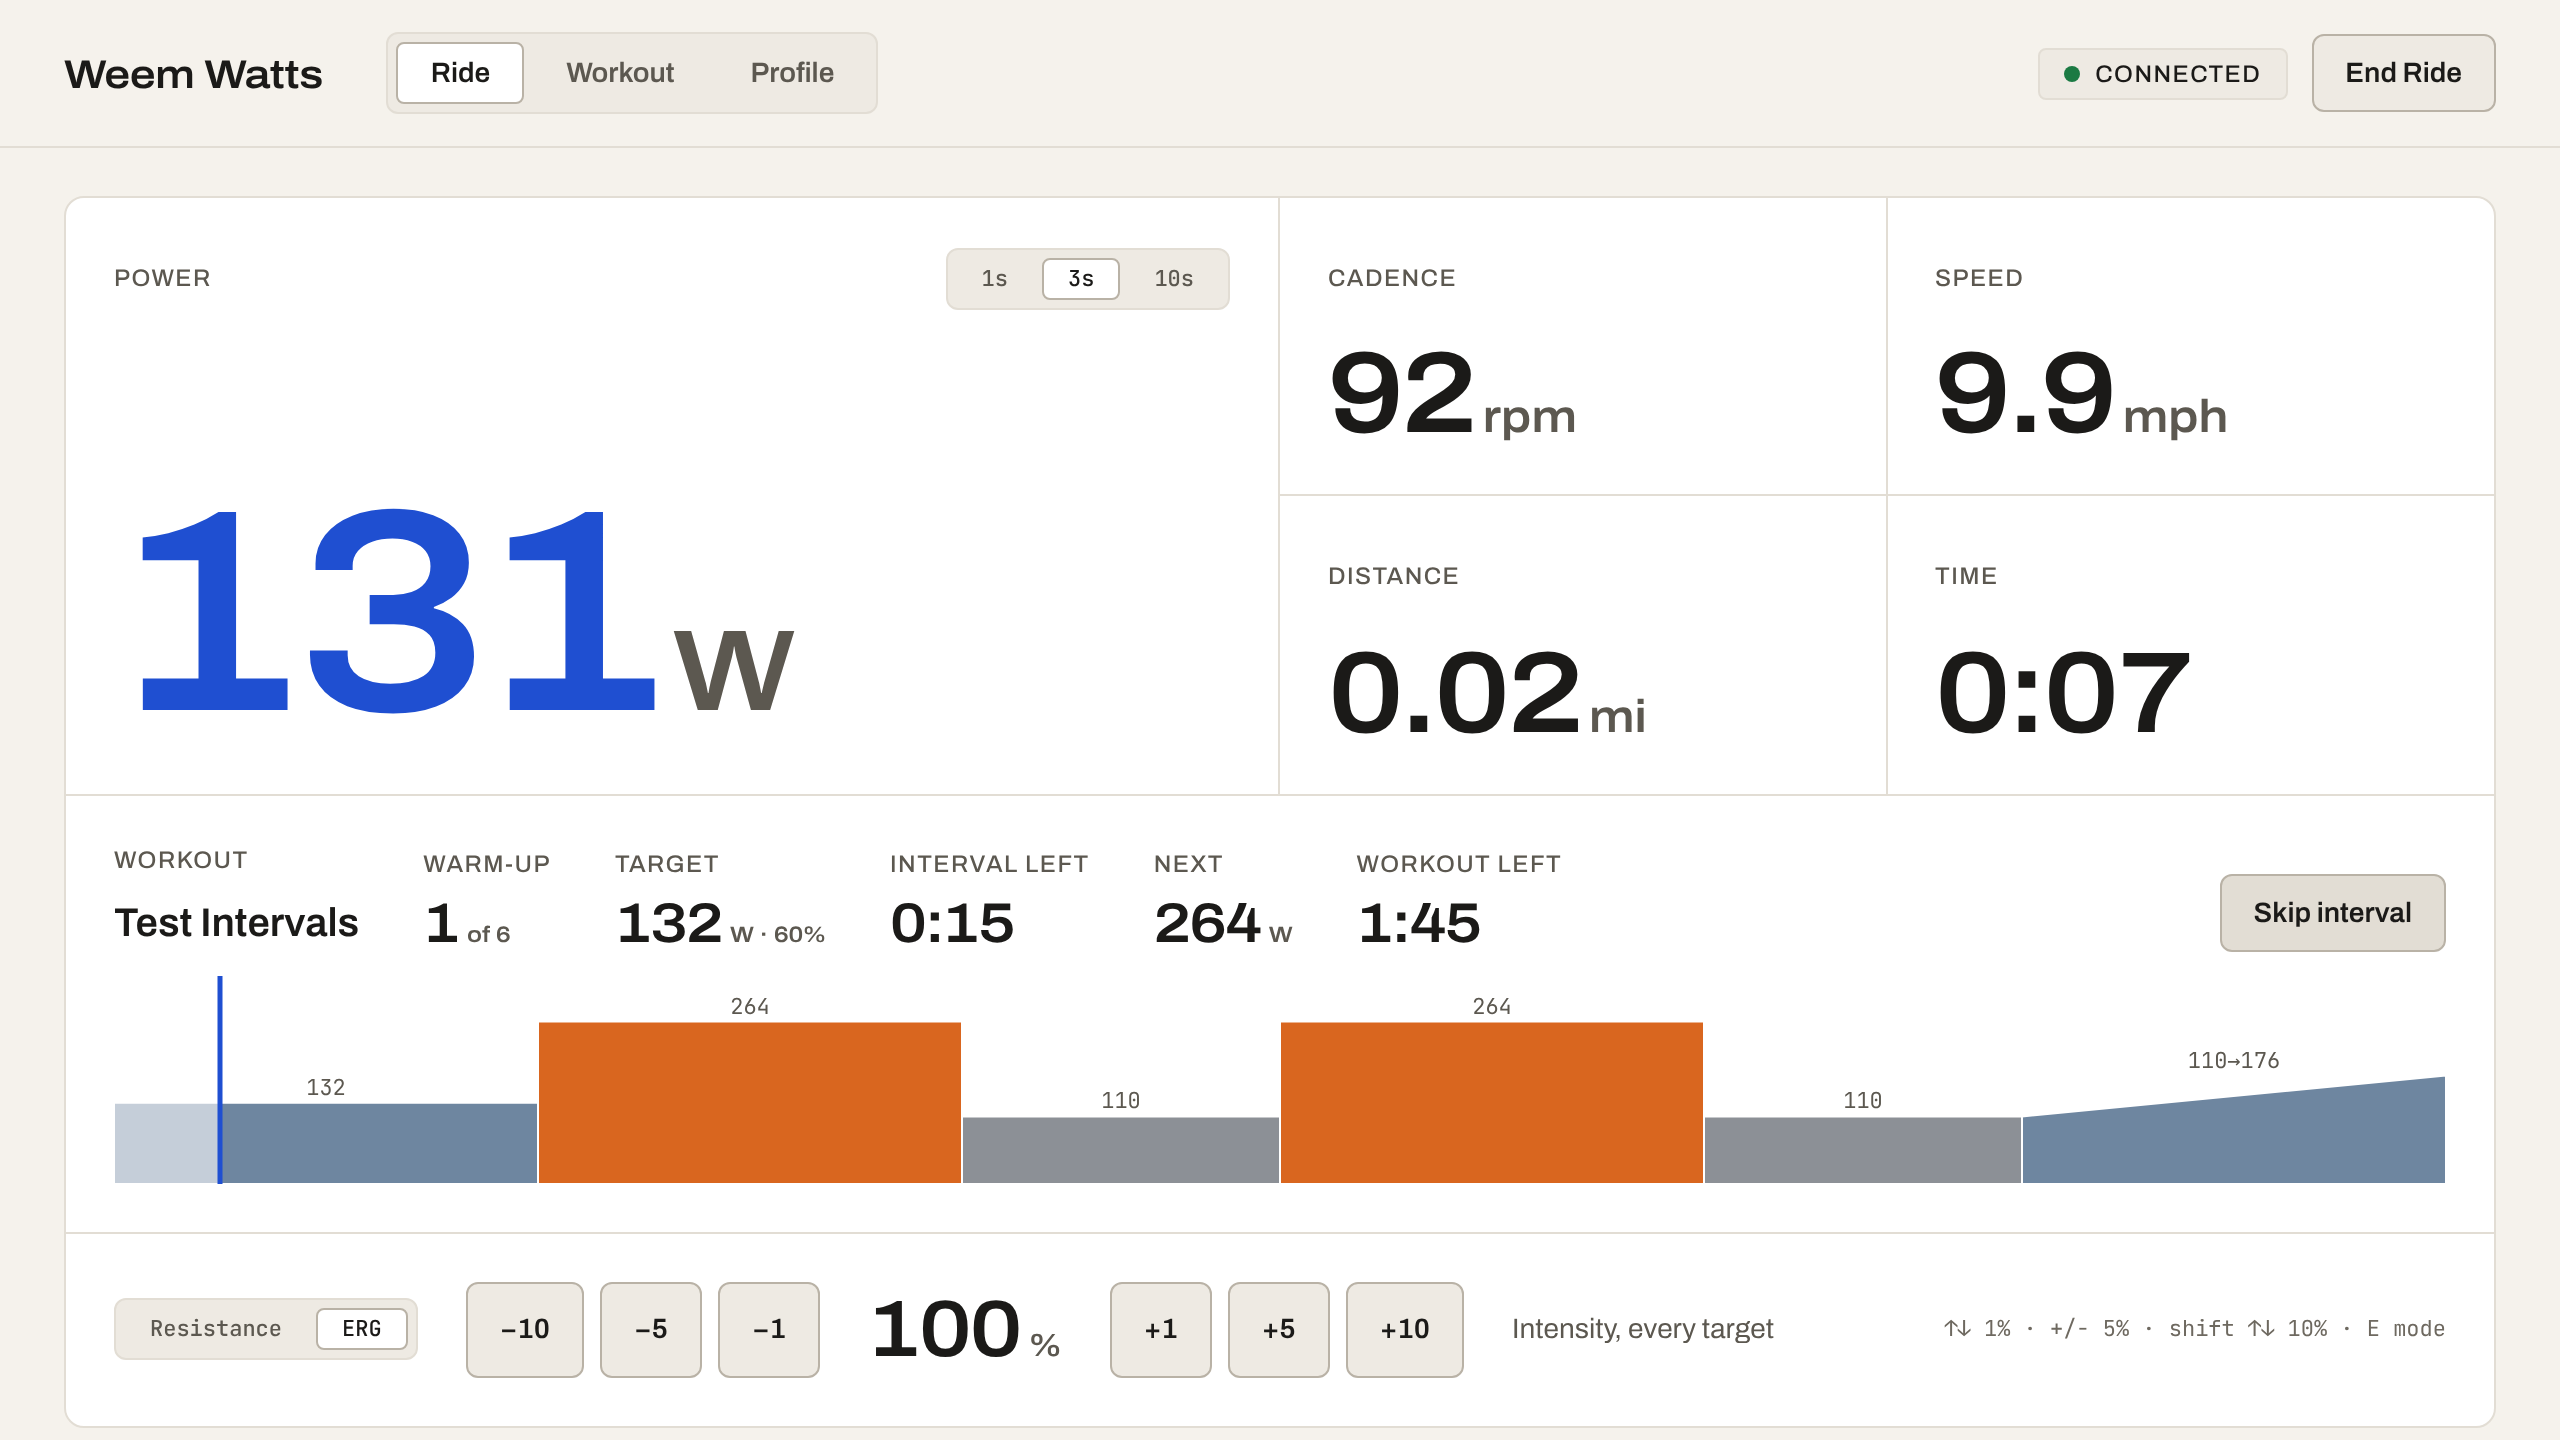 Weem Watts
Ride
Workout
Profile
CONNECTED
End Ride
POWER
1s
3s
10s
131 W
CADENCE
92 rpm
SPEED
9.9 mph
DISTANCE
0.02 mi
TIME
0:07
WORKOUT
Test Intervals
WARM-UP
1 of 6
TARGET
132 W · 60%
INTERVAL LEFT
0:15
NEXT
264 W
WORKOUT LEFT
1:45
Skip interval
132
264
110
264
110
110→176
Resistance
ERG
−10
−5
−1
100 %
+1
+5
+10
Intensity, every target
↑↓ 1% · +/- 5% · shift ↑↓ 10% · E mode